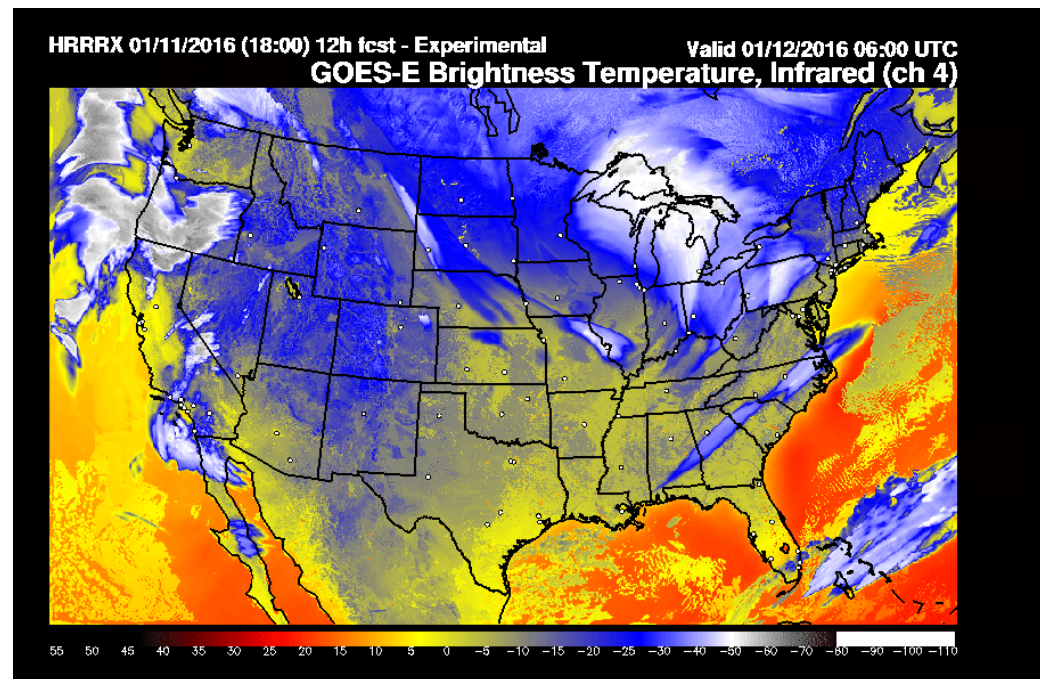 HRRRX 01/11/2016 (18:00) 12h fcst - Experimental
Valid 01/12/2016 06:00 UTC
GOES-E Brightness Temperature, Infrared (ch 4)
55 50 45 40 35 30 25 20 15 10 5 0 -5 -10 -15 -20 -25 -30 -40 -50 -60 -70 -80 -90 -100 -110